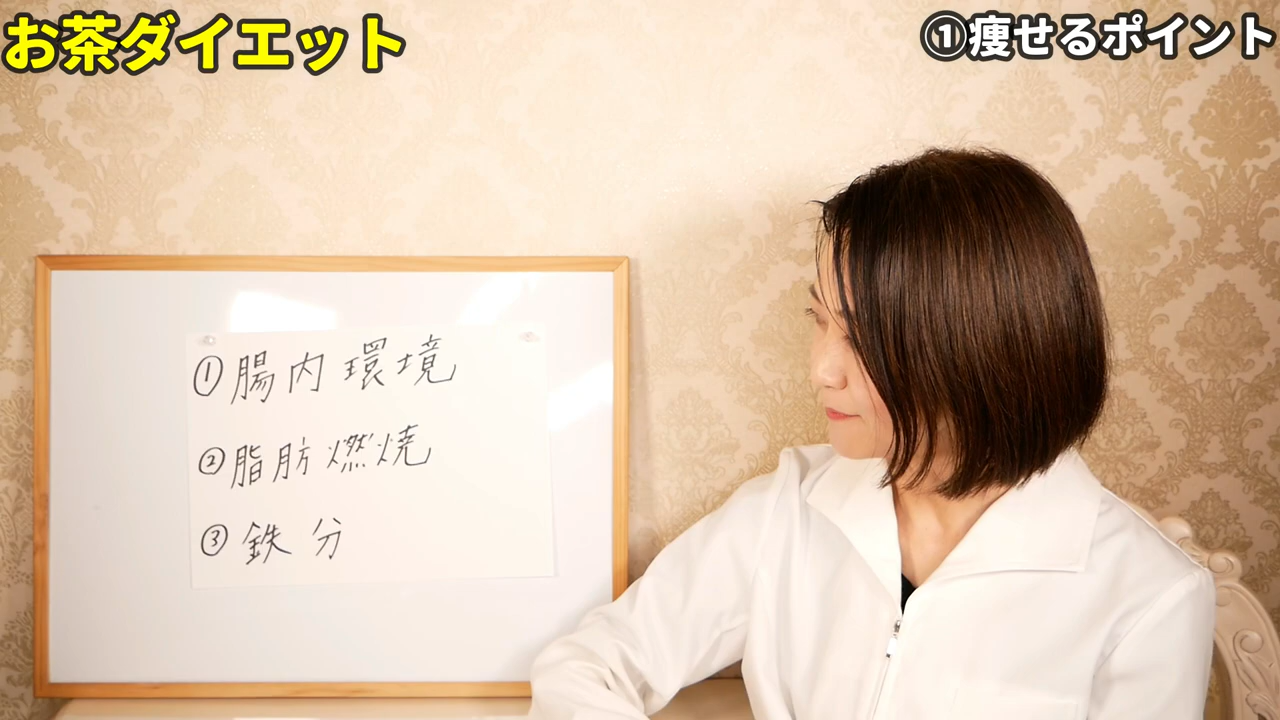 お茶ダイエット
①痩せるポイント
①腸内環境
②脂肪燃焼
③鉄分